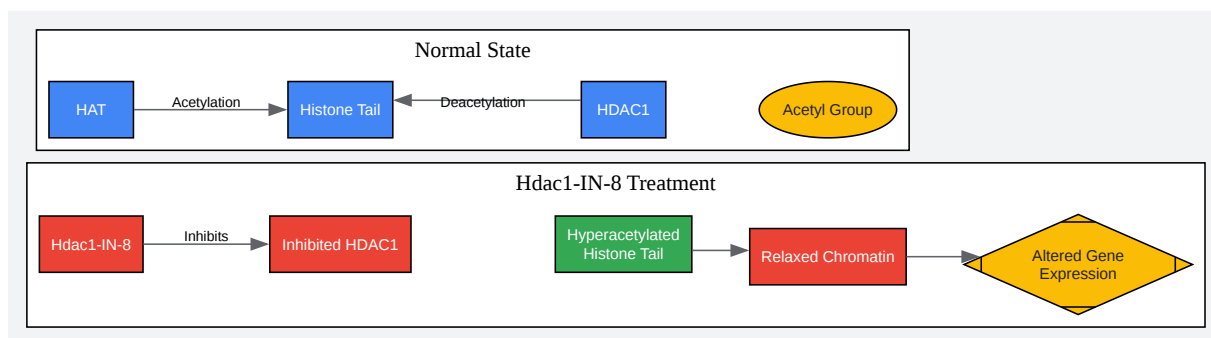 Normal State
HAT
Acetylation
Histone Tail
Deacetylation
HDAC1
Acetyl Group
Hdac1-IN-8 Treatment
Hdac1-IN-8
Inhibits
Inhibited HDAC1
Hyperacetylated
Histone Tail
Relaxed Chromatin
Altered Gene
Expression